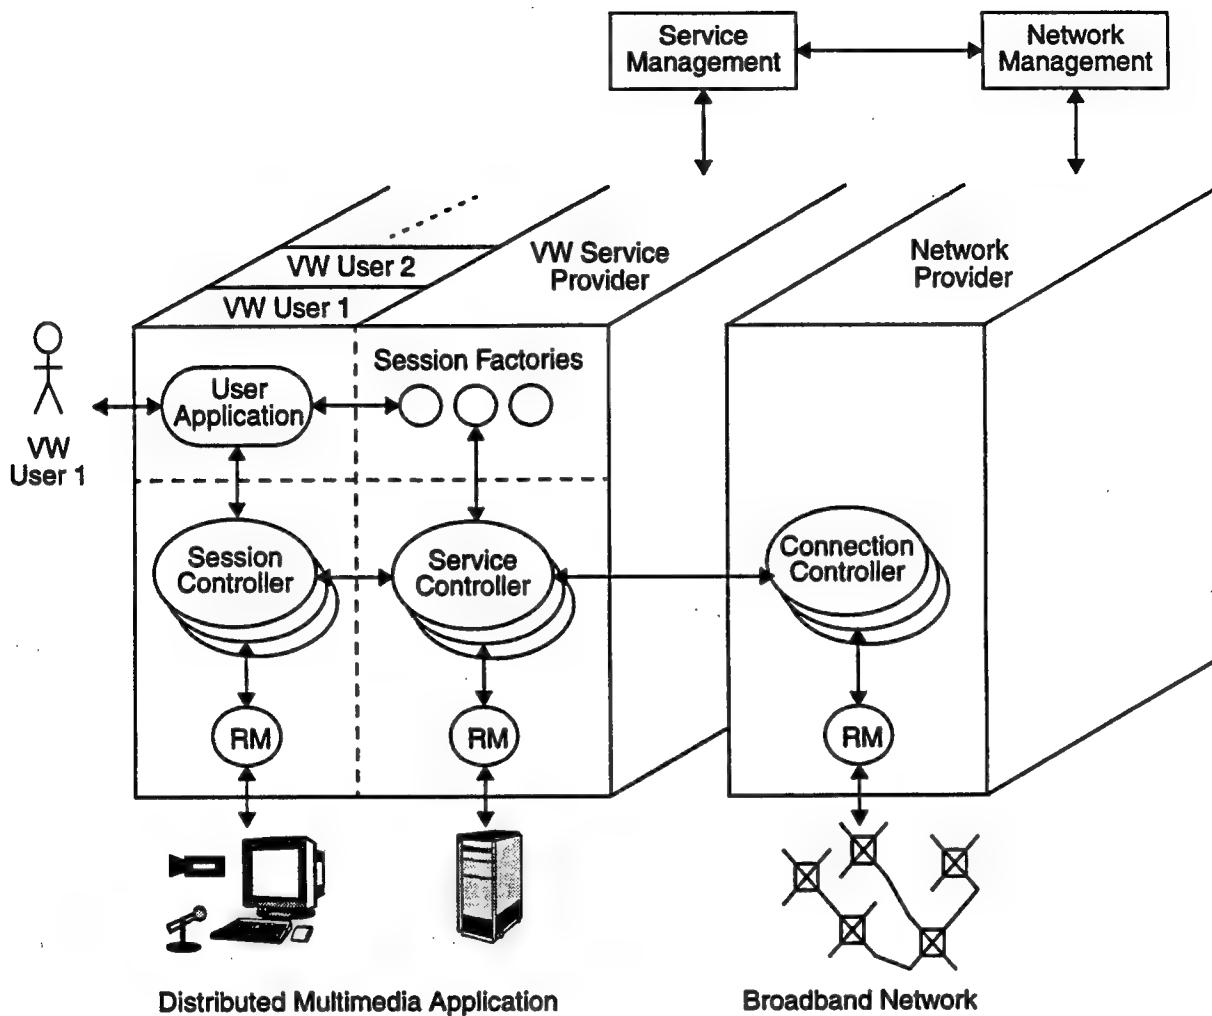 Service
Management
Network
Management
VW Service
Provider
Network
Provider
VW User 2
VW User 1
Session Factories
User
Application
VW
User 1
Session
Controller
Service
Controller
Connection
Controller
RM
RM
RM
Distributed Multimedia Application
Broadband Network